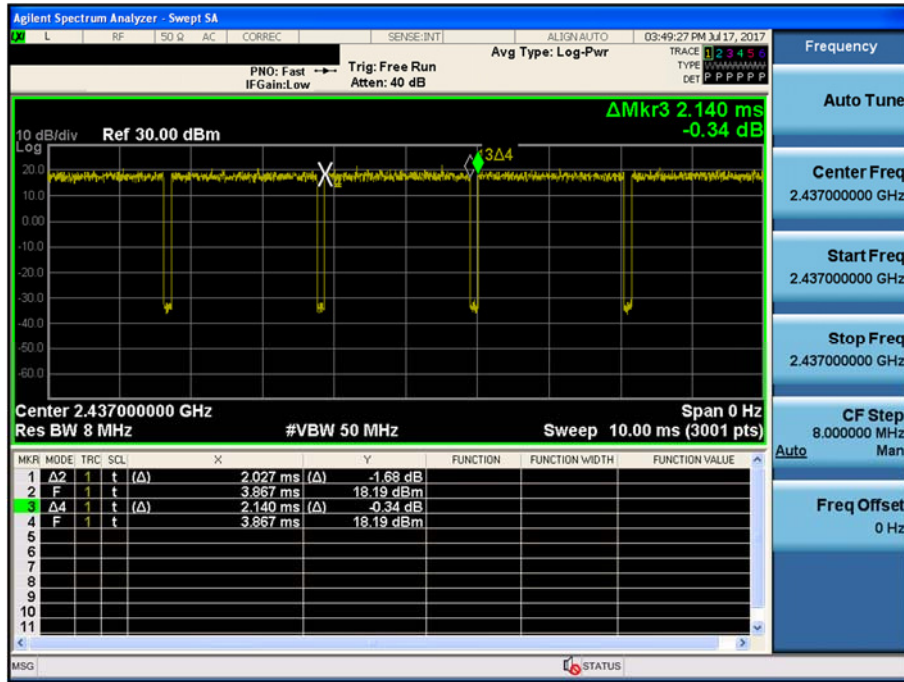 Agilent Spectrum Analyzer - Swept SA
LXI L RF 50 Ω AC CORREC SENSE:INT ALIGN AUTO 03:49:27 PM Jul 17, 2017
Frequency
Avg Type: Log-Pwr
TRACE 1 2 3 4 5 6
PNO: Fast Trig: Free Run
TYPE WWWWWW
IFGain:Low Atten: 40 dB
DET P P P P P P
Auto Tune
ΔMkr3 2.140 ms
10 dB/div Ref 30.00 dBm -0.34 dB
Log
3Δ4
20.0
10.0
0.00
-10.0
-20.0
-30.0
-40.0
-50.0
-60.0
Center Freq
2.437000000 GHz
Start Freq
2.437000000 GHz
Stop Freq
2.437000000 GHz
Center 2.437000000 GHz Span 0 Hz
Res BW 8 MHz #VBW 50 MHz Sweep 10.00 ms (3001 pts)
CF Step
8.000000 MHz
Auto Man
MKR MODE TRC SCL X Y FUNCTION FUNCTION WIDTH FUNCTION VALUE
1 Δ2 1 t (Δ) 2.027 ms (Δ) -1.68 dB
2 F 1 t 3.867 ms 18.19 dBm
3 Δ4 1 t (Δ) 2.140 ms (Δ) -0.34 dB
4 F 1 t 3.867 ms 18.19 dBm
5
6
7
8
9
10
11
Freq Offset
0 Hz
MSG STATUS